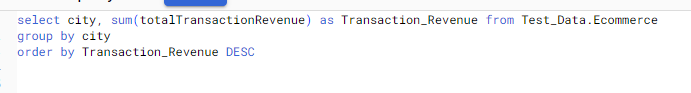 select city, sum(totalTransactionRevenue) as Transaction_Revenue from Test_Data.Ecommerce
group by city
order by Transaction_Revenue DESC